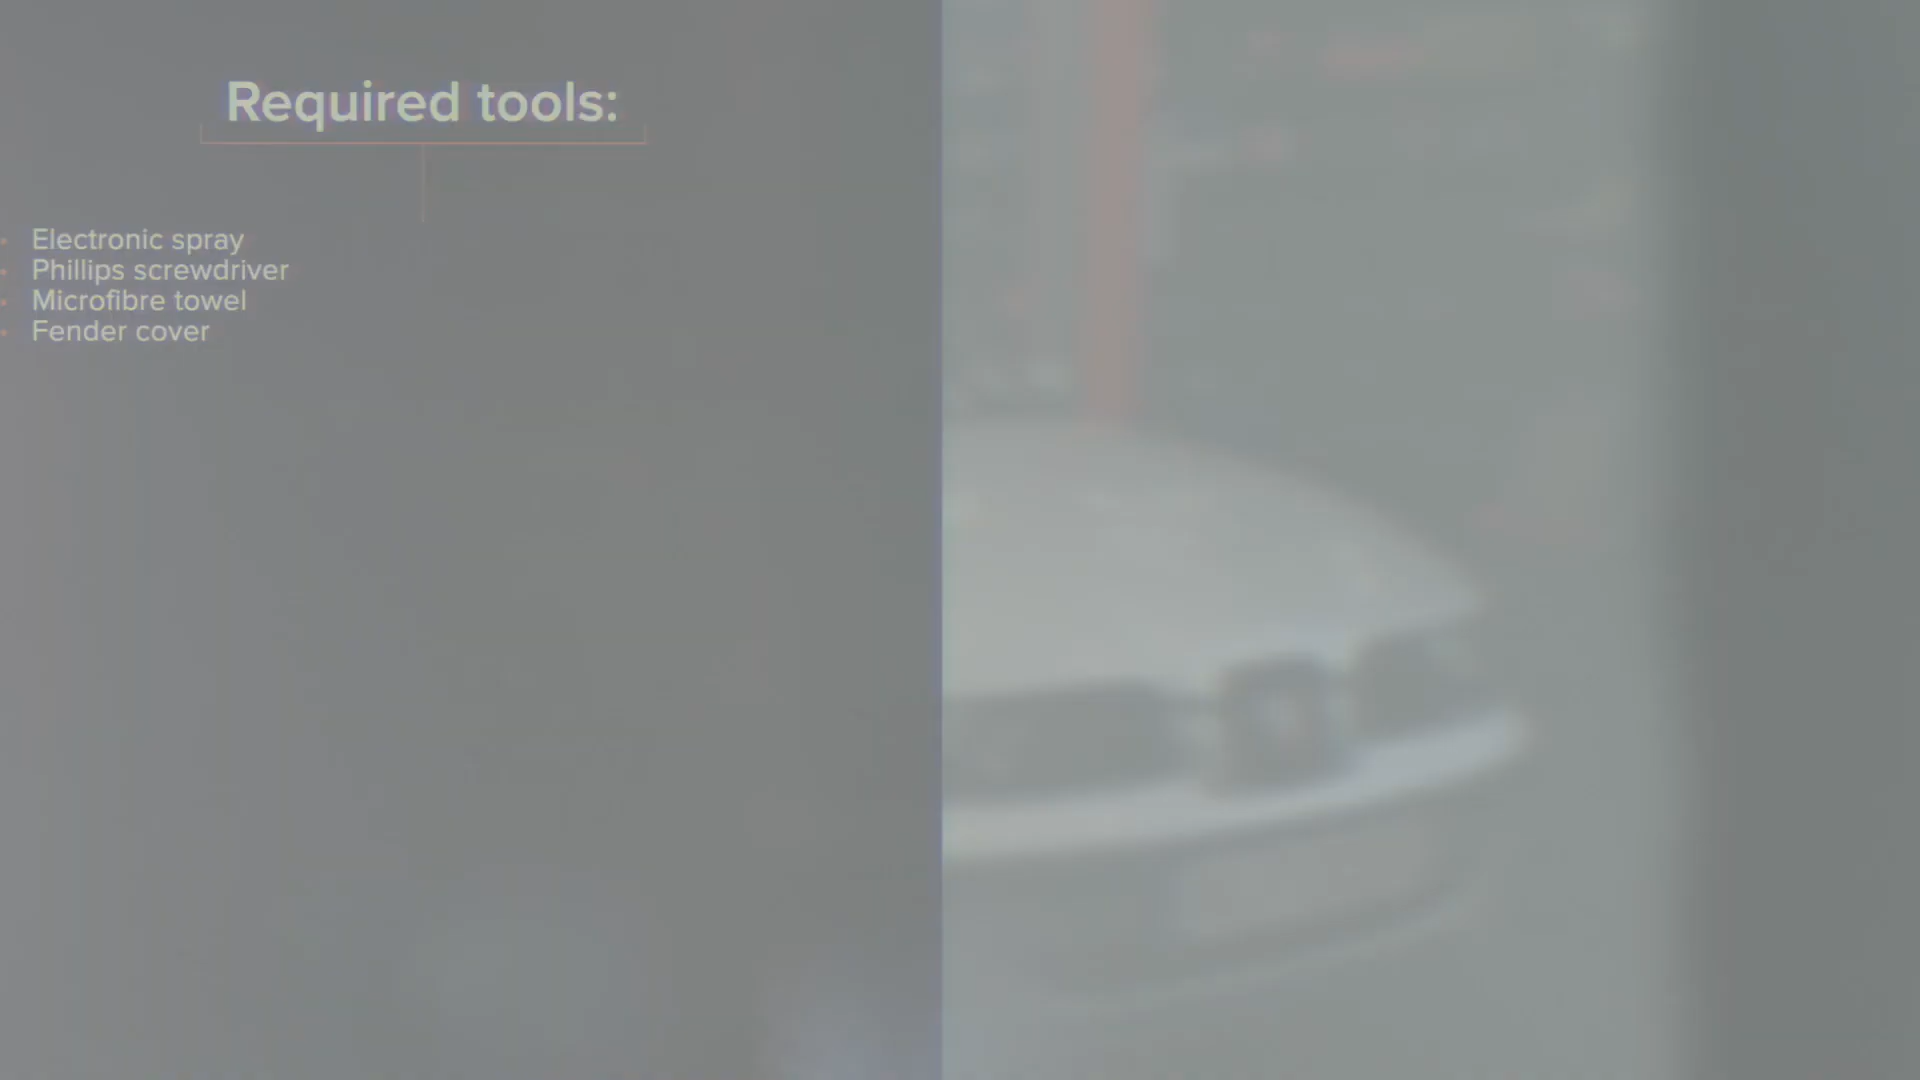 Required tools:
Electronic spray
Phillips screwdriver
Microfibre towel
Fender cover